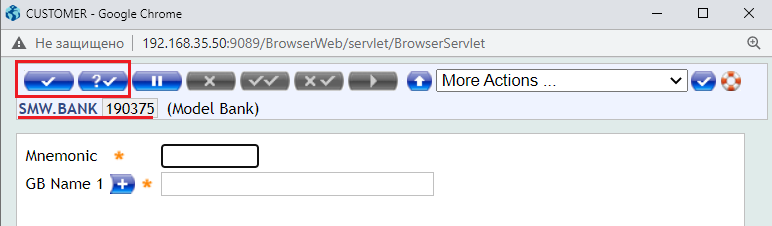 CUSTOMER - Google Chrome
Не защищено 192.168.35.50:9089/BrowserWeb/servlet/BrowserServlet
More Actions ...
SMW.BANK 190375 (Model Bank)
Mnemonic *
GB Name 1 *